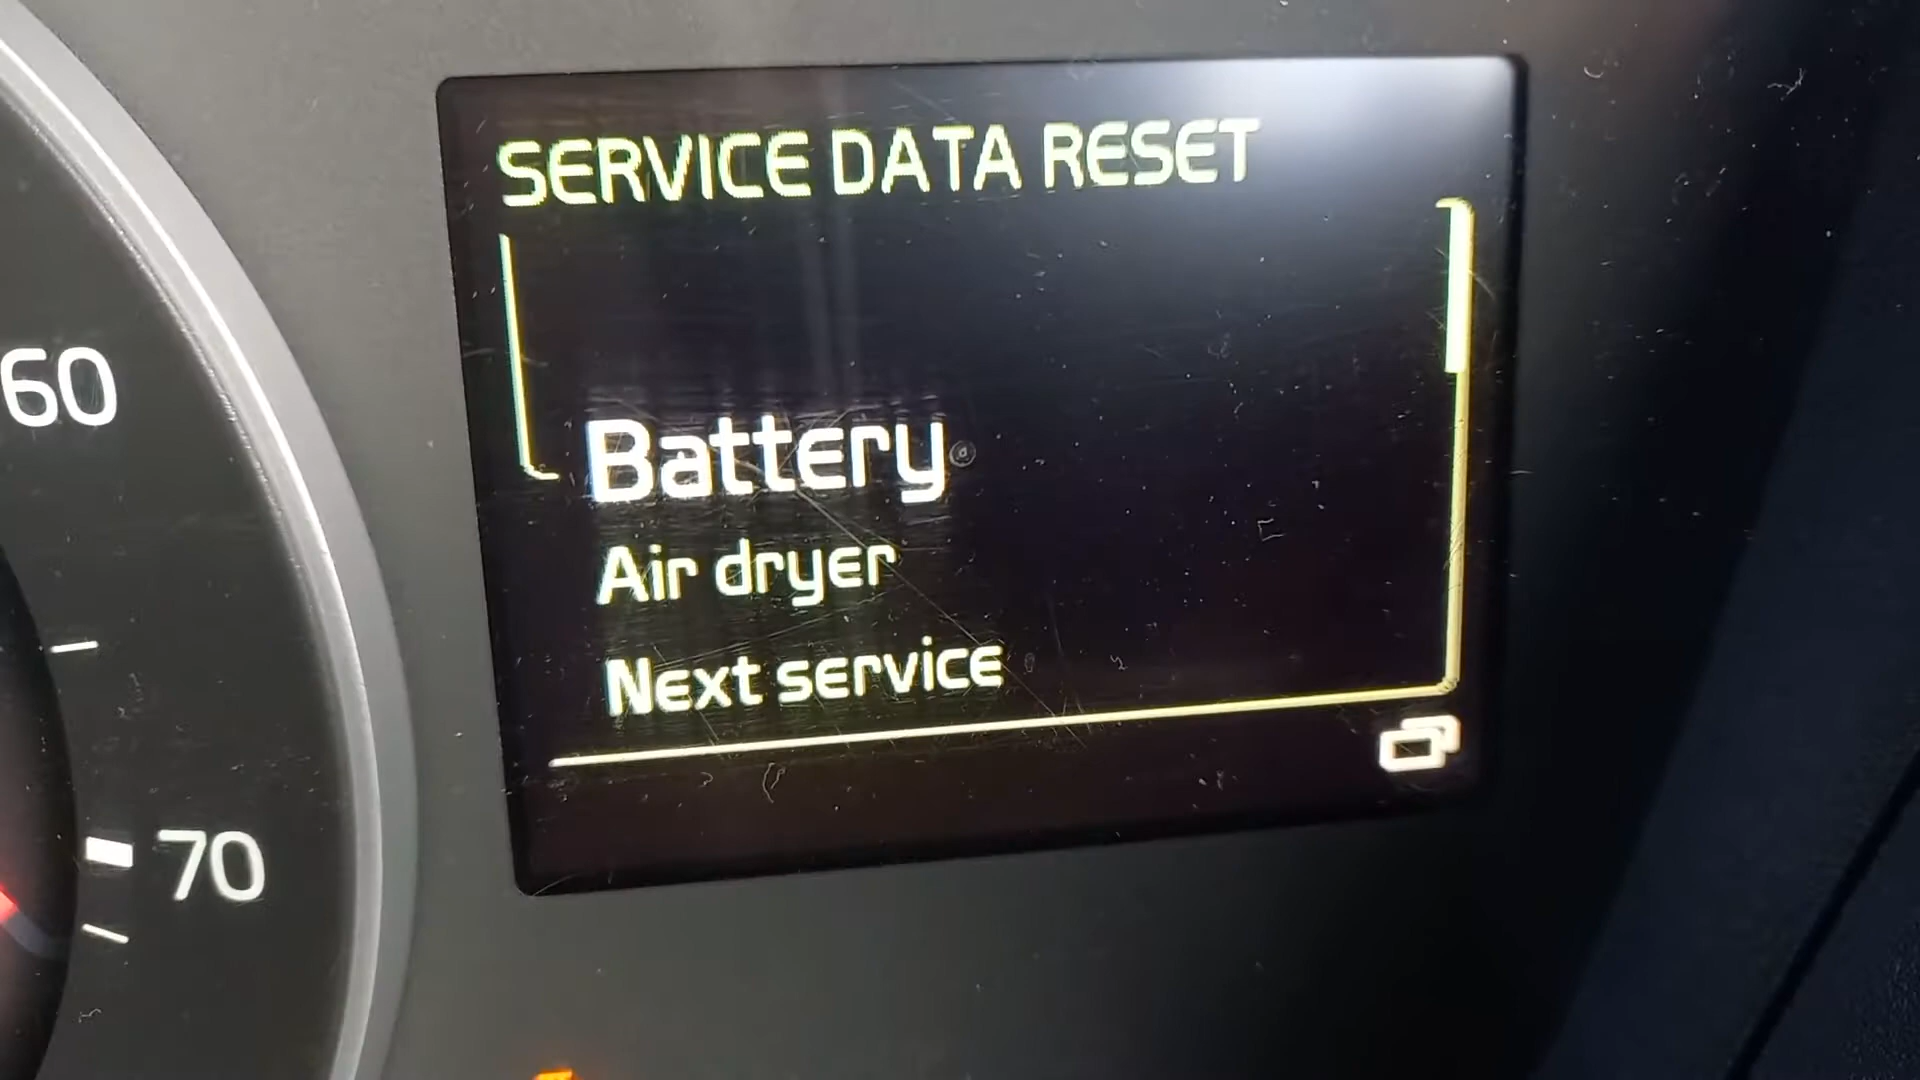 SERVICE DATA RESET
Battery
Air dryer
Next service
60
70